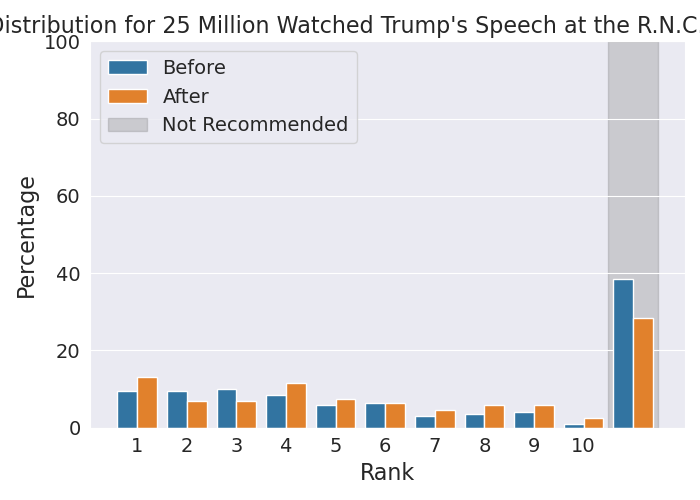 Distribution for 25 Million Watched Trump's Speech at the R.N.C.
100
80
60
40
20
0
Percentage
Before
After
Not Recommended
1 2 3 4 5 6 7 8 9 10
Rank